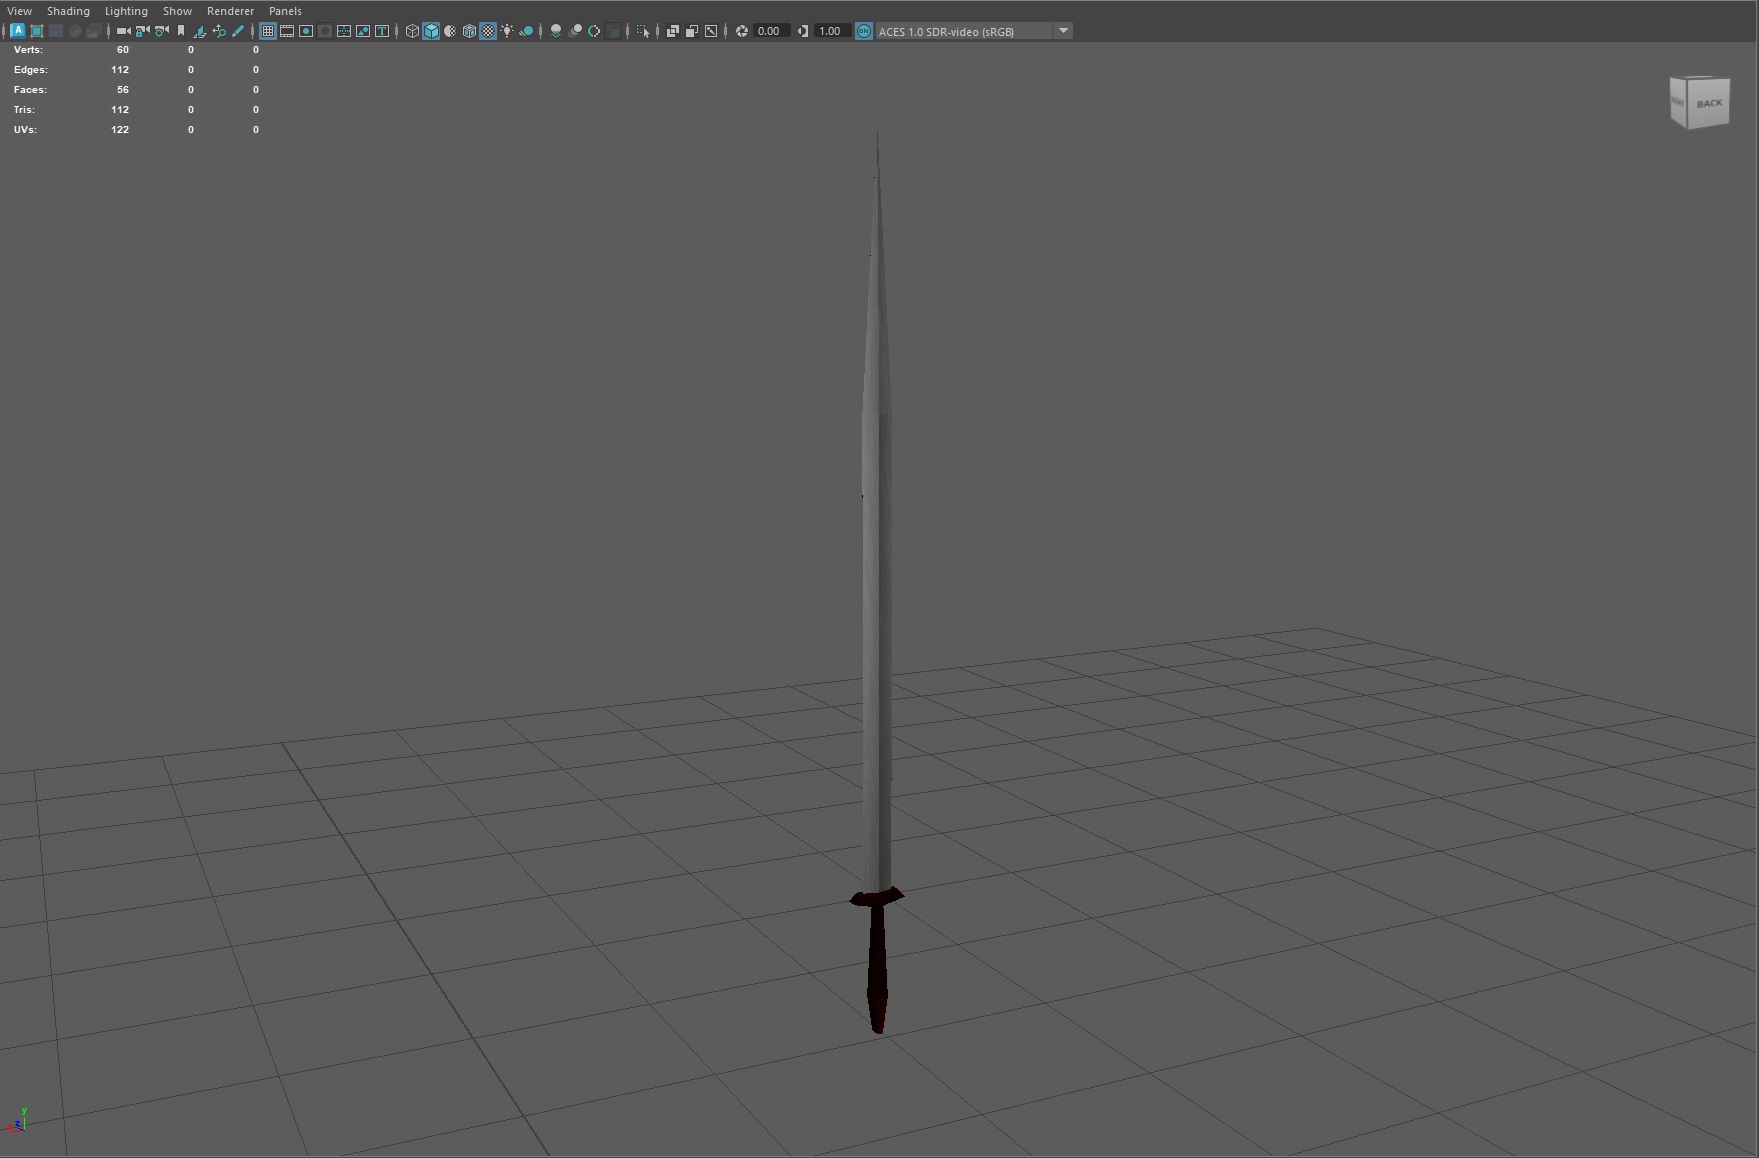 View Shading Lighting Show Renderer Panels
A T 0.00 1.00 ON ACES 1.0 SDR-video (sRGB)
Verts: 60 0 0
Edges: 112 0 0
Faces: 56 0 0
Tris: 112 0 0
UVs: 122 0 0
BACK
y
z